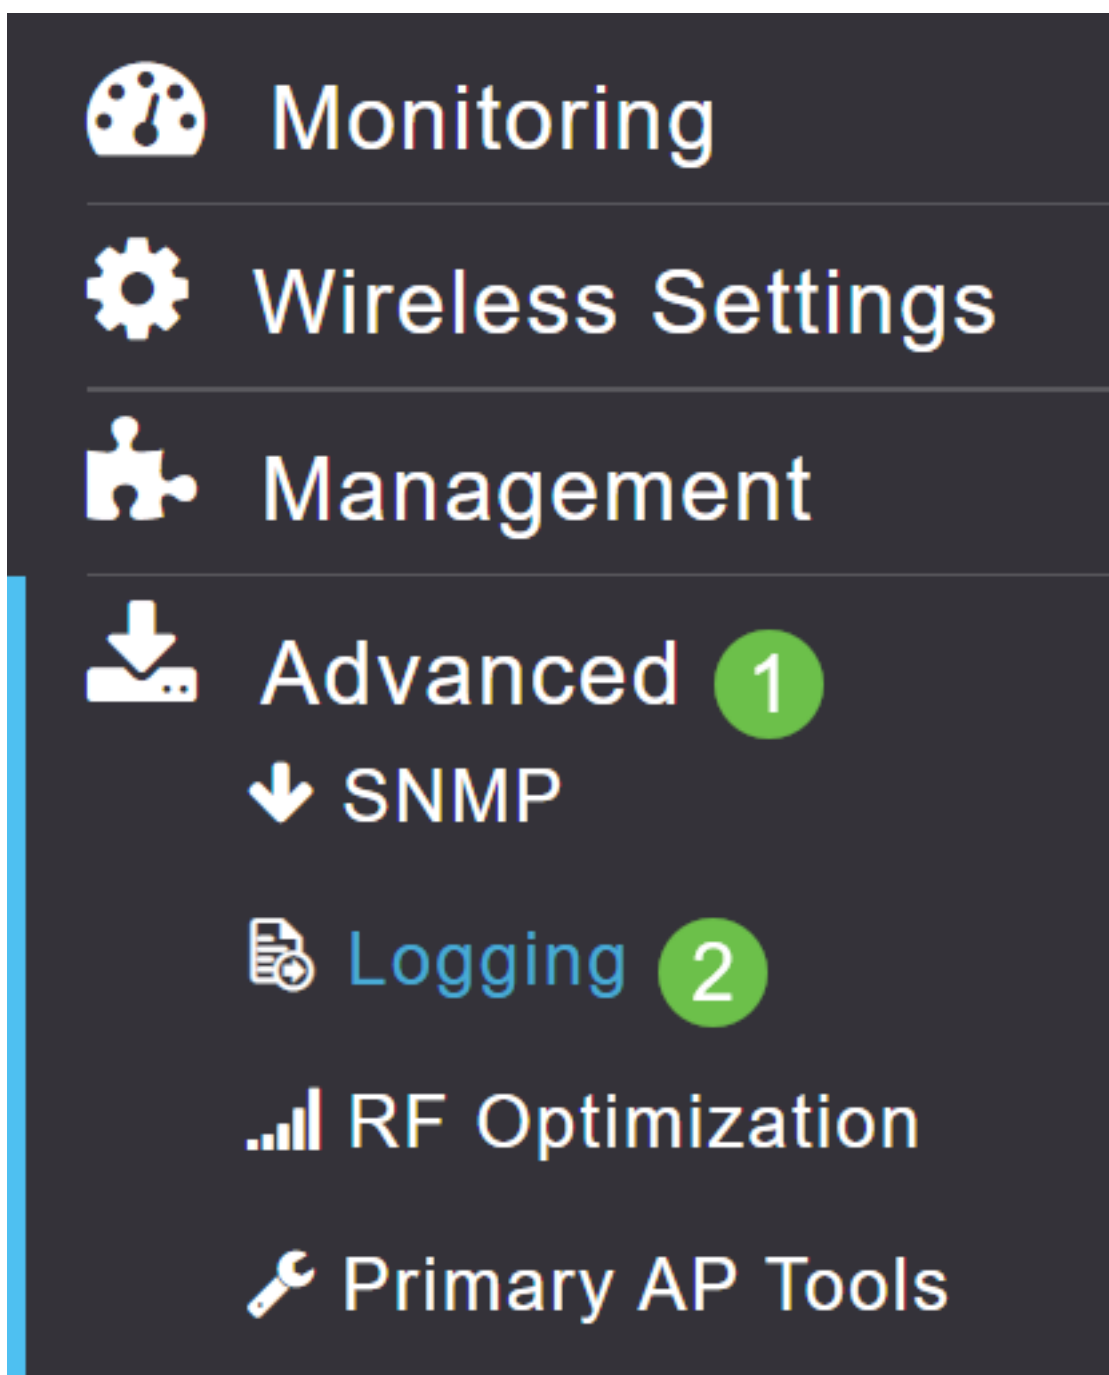 Monitoring
Wireless Settings
Management
Advanced 1
SNMP
Logging 2
RF Optimization
Primary AP Tools